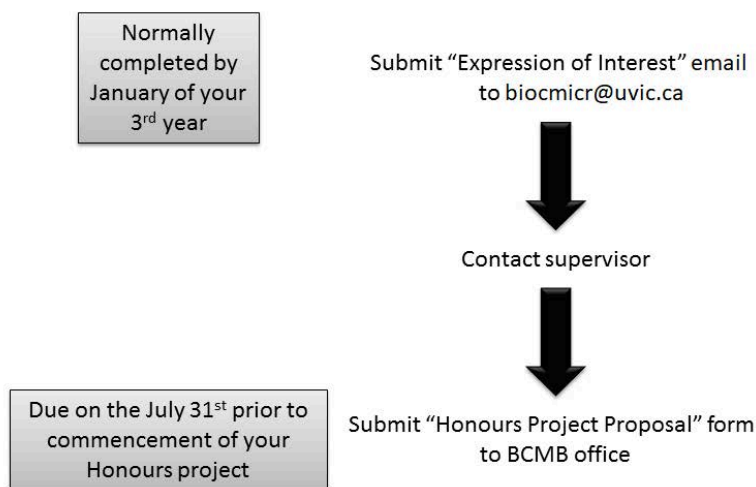 Normally
completed by
January of your
3rd year
Submit “Expression of Interest” email
to biocmicr@uvic.ca
Contact supervisor
Due on the July 31st prior to
commencement of your
Honours project
Submit “Honours Project Proposal” form
to BCMB office